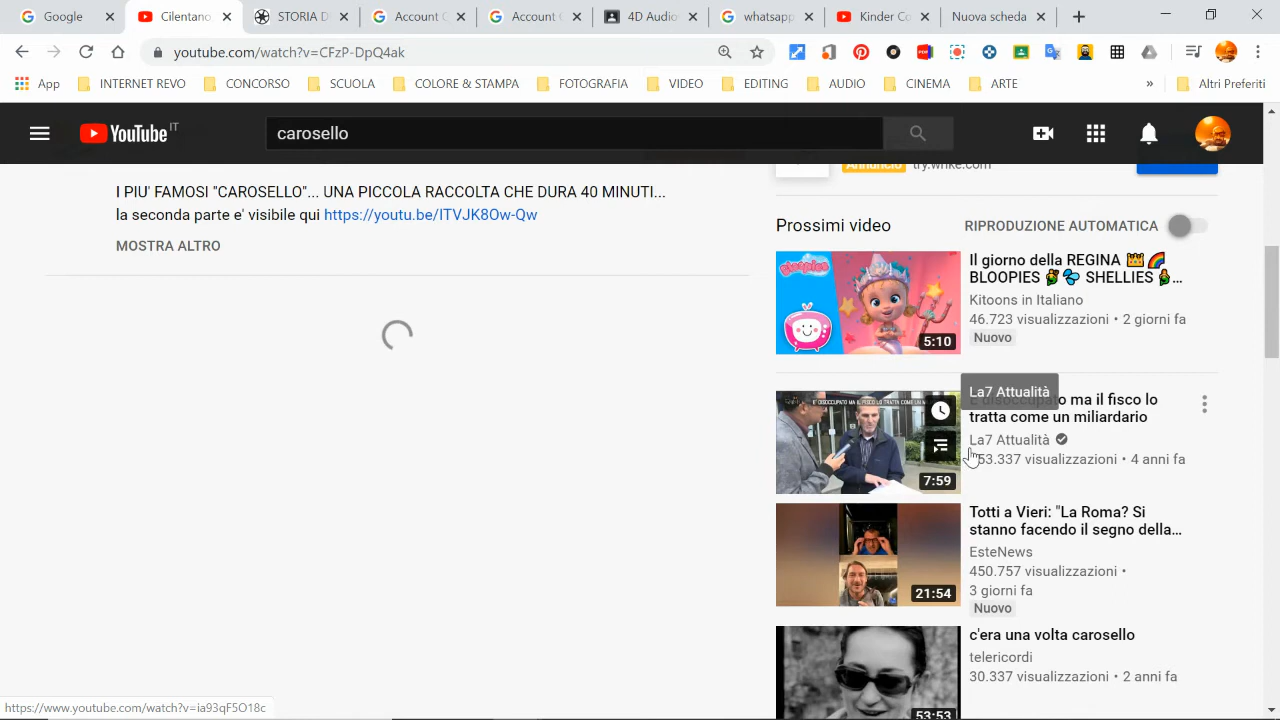 Google
Cilentano
STORIA D
Account G
Account G
4D Audio
whatsapp
Kinder Co
Nuova scheda
youtube.com/watch?v=CFzP-DpQ4ak
App
INTERNET REVO
CONCORSO
SCUOLA
COLORE & STAMPA
FOTOGRAFIA
VIDEO
EDITING
AUDIO
CINEMA
ARTE
»
Altri Preferiti
YouTube IT
carosello
Annuncio
try.wrike.com
I PIU' FAMOSI "CAROSELLO"... UNA PICCOLA RACCOLTA CHE DURA 40 MINUTI...
la seconda parte e' visibile qui https://youtu.be/ITVJK8Ow-Qw
MOSTRA ALTRO
Prossimi video
RIPRODUZIONE AUTOMATICA
Bloopies
5:10
Il giorno della REGINA 👑🌈
BLOOPIES 🧜💦 SHELLIES 🧜...
Kitoons in Italiano
46.723 visualizzazioni • 2 giorni fa
Nuovo
La7 Attualità
7:59
ma il fisco lo
tratta come un miliardario
La7 Attualità
53.337 visualizzazioni • 4 anni fa
21:54
Totti a Vieri: "La Roma? Si
stanno facendo il segno della...
EsteNews
450.757 visualizzazioni •
3 giorni fa
Nuovo
53:53
c'era una volta carosello
telericordi
30.337 visualizzazioni • 2 anni fa
https://www.youtube.com/watch?v=ia93qF5O18c